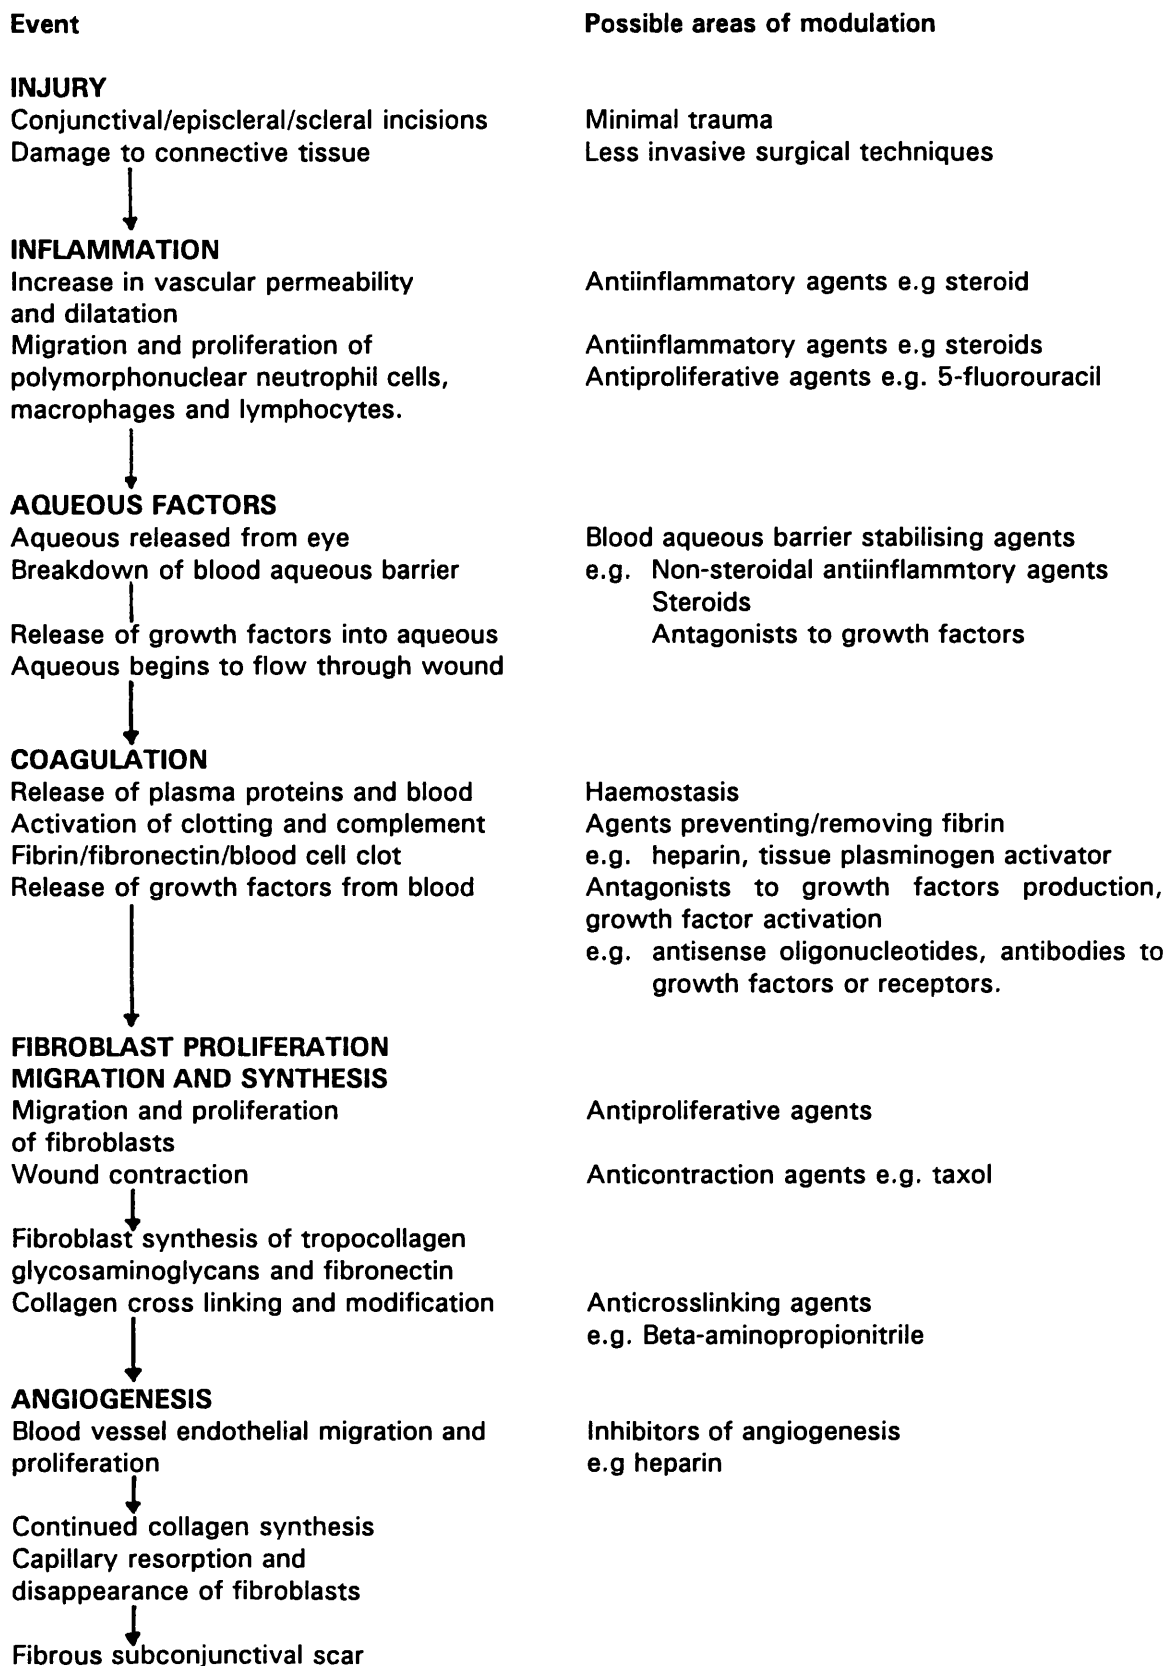 Event Possible areas of modulation
INJURY
Conjunctival/episcleral/scleral incisions Minimal trauma
Damage to connective tissue Less invasive surgical techniques
INFLAMMATION
Increase in vascular permeability Antiinflammatory agents e.g steroid
and dilatation
Migration and proliferation of Antiinflammatory agents e.g steroids
polymorphonuclear neutrophil cells, Antiproliferative agents e.g. 5-fluorouracil
macrophages and lymphocytes.
AQUEOUS FACTORS
Aqueous released from eye Blood aqueous barrier stabilising agents
Breakdown of blood aqueous barrier e.g. Non-steroidal antiinflammtory agents
Steroids
Release of growth factors into aqueous Antagonists to growth factors
Aqueous begins to flow through wound
COAGULATION
Release of plasma proteins and blood Haemostasis
Activation of clotting and complement Agents preventing/removing fibrin
Fibrin/fibronectin/blood cell clot e.g. heparin, tissue plasminogen activator
Release of growth factors from blood Antagonists to growth factors production,
growth factor activation
e.g. antisense oligonucleotides, antibodies to
growth factors or receptors.
FIBROBLAST PROLIFERATION
MIGRATION AND SYNTHESIS
Migration and proliferation Antiproliferative agents
of fibroblasts
Wound contraction Anticontraction agents e.g. taxol
Fibroblast synthesis of tropocollagen
glycosaminoglycans and fibronectin
Collagen cross linking and modification Anticrosslinking agents
e.g. Beta-aminopropionitrile
ANGIOGENESIS
Blood vessel endothelial migration and Inhibitors of angiogenesis
proliferation e.g heparin
Continued collagen synthesis
Capillary resorption and
disappearance of fibroblasts
Fibrous subconjunctival scar